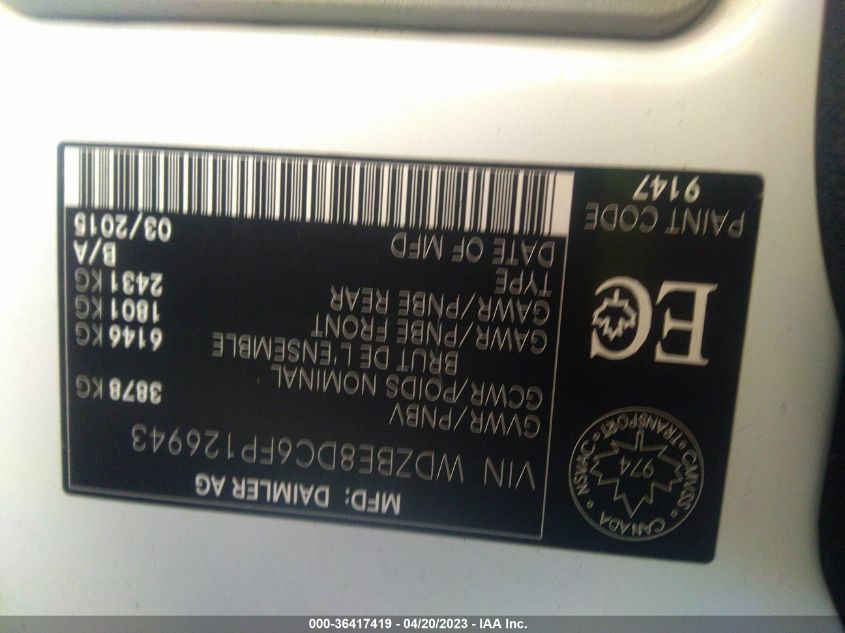 MFD: DAIMLER AG
VIN WDZBE8DC6FP126943
GVWR/PNBV 3878 KG
GCWR/POIDS NOMINAL
BRUT DE L'ENSEMBLE 6146 KG
GAWR/PNBE FRONT 1801 KG
GAWR/PNBE REAR 2431 KG
TYPE B/A
DATE OF MFD 03/2015
CANADA
TRANSPORT
974
NSVAC
CMVSS
EC
PAINT CODE
9147
000-36417419 - 04/20/2023 - IAA Inc.